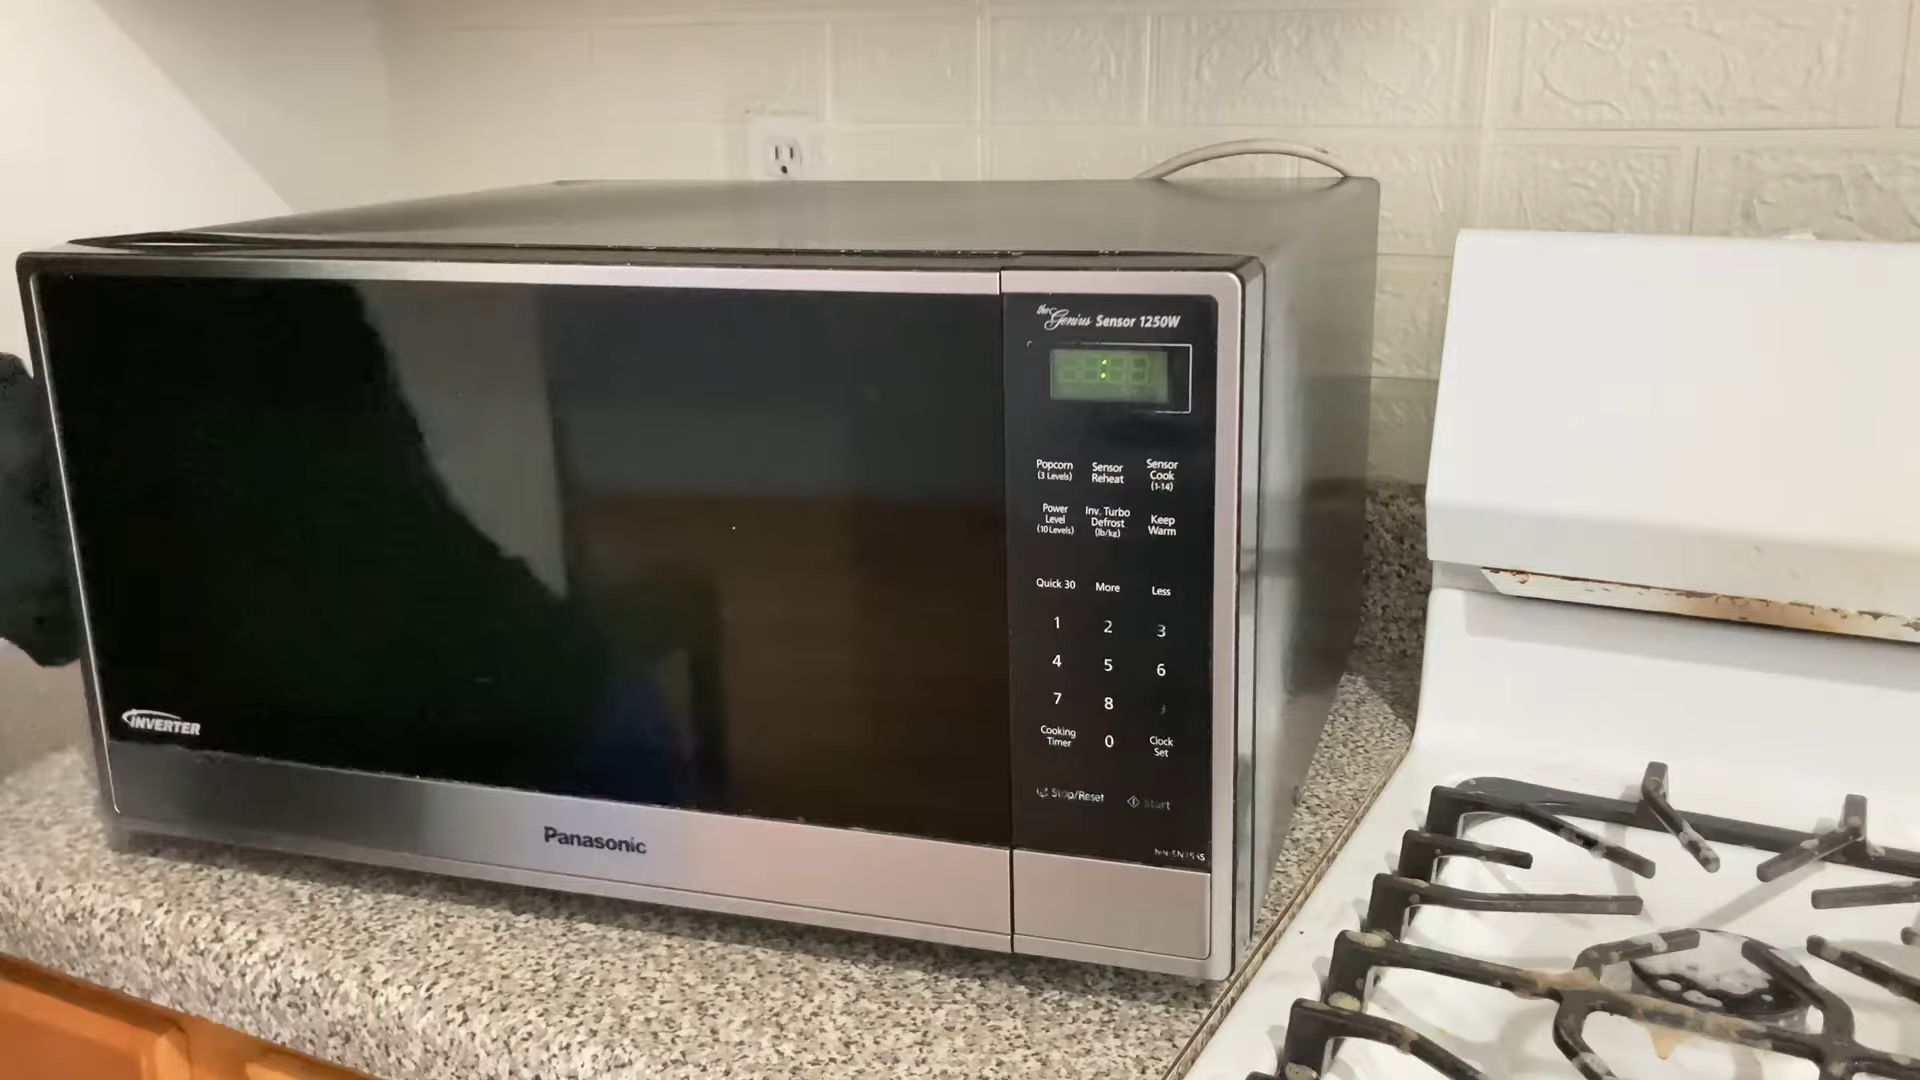 the Genius Sensor 1250W
:
Popcorn
(3 Levels)
Sensor
Reheat
Sensor
Cook
(1-14)
Power
Level
(10 Levels)
Inv. Turbo
Defrost
(lb/kg)
Keep
Warm
Quick 30
More
Less
1
2
3
4
5
6
7
8
Cooking
Timer
0
Clock
Set
Stop/Reset
Start
INVERTER
Panasonic